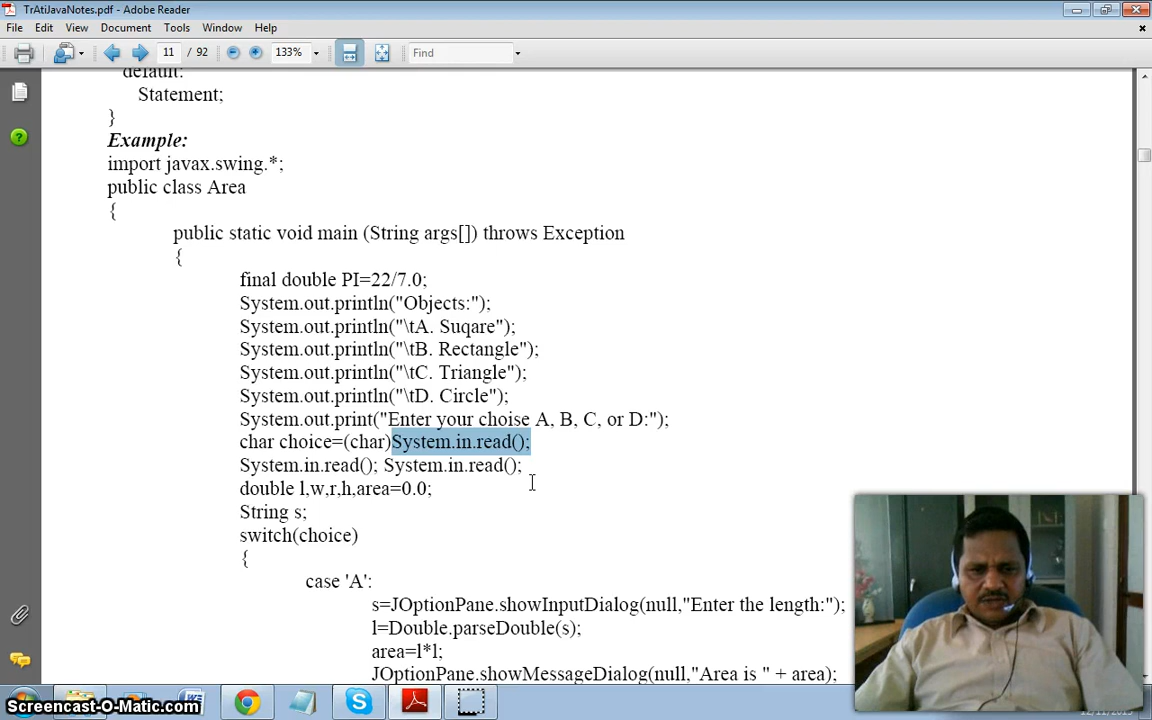 TrAtiJavaNotes.pdf - Adobe Reader
File Edit View Document Tools Window Help
11 / 92 133% Find
default:
Statement;
}
Example:
import javax.swing.*;
public class Area
{
public static void main (String args[]) throws Exception
{
final double PI=22/7.0;
System.out.println("Objects:");
System.out.println("\tA. Suqare");
System.out.println("\tB. Rectangle");
System.out.println("\tC. Triangle");
System.out.println("\tD. Circle");
System.out.print("Enter your choise A, B, C, or D:");
char choice=(char)System.in.read();
System.in.read(); System.in.read();
double l,w,r,h,area=0.0;
String s;
switch(choice)
{
case 'A':
s=JOptionPane.showInputDialog(null,"Enter the length:");
l=Double.parseDouble(s);
area=l*l;
JOptionPane.showMessageDialog(null,"Area is " + area);
Screencast-O-Matic.com